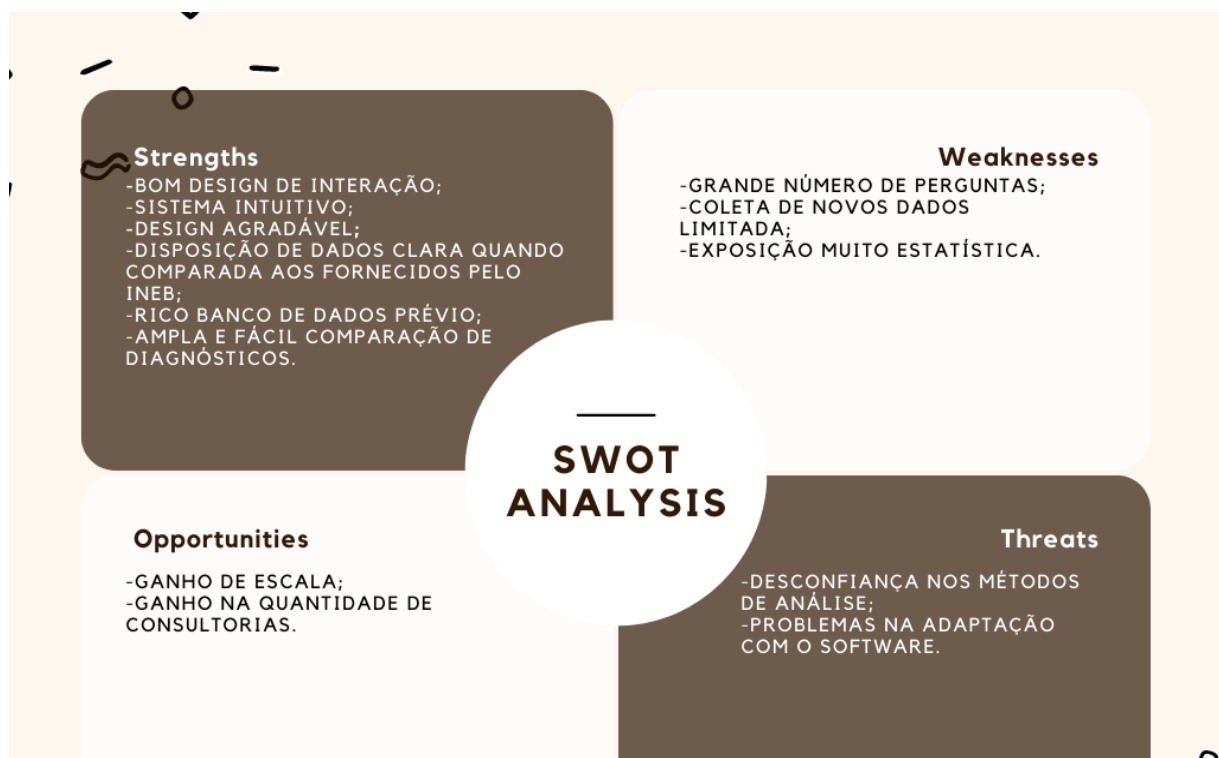 Strengths
-BOM DESIGN DE INTERAÇÃO;
-SISTEMA INTUITIVO;
-DESIGN AGRADÁVEL;
-DISPOSIÇÃO DE DADOS CLARA QUANDO
COMPARADA AOS FORNECIDOS PELO
INEB;
-RICO BANCO DE DADOS PRÉVIO;
-AMPLA E FÁCIL COMPARAÇÃO DE
DIAGNÓSTICOS.
Weaknesses
-GRANDE NÚMERO DE PERGUNTAS;
-COLETA DE NOVOS DADOS
LIMITADA;
-EXPOSIÇÃO MUITO ESTATÍSTICA.
SWOT
ANALYSIS
Opportunities
-GANHO DE ESCALA;
-GANHO NA QUANTIDADE DE
CONSULTORIAS.
Threats
-DESCONFIANÇA NOS MÉTODOS
DE ANÁLISE;
-PROBLEMAS NA ADAPTAÇÃO
COM O SOFTWARE.